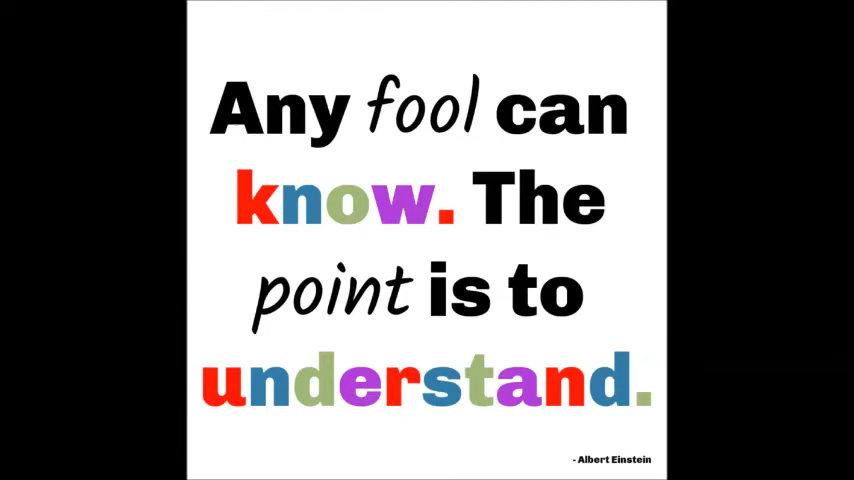 Any fool can
know. The
point is to
understand.
- Albert Einstein